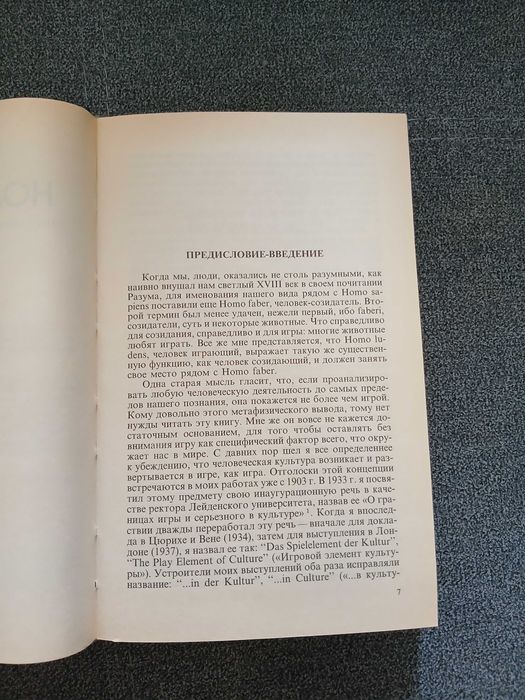 ПРЕДИСЛОВИЕ-ВВЕДЕНИЕ
Когда мы, люди, оказались не столь разумными, как
наивно внушал нам светлый XVIII век в своем почитании
Разума, для именования нашего вида рядом с Homo sa-
piens поставили еще Homo faber, человек-созидатель. Вто-
рой термин был менее удачен, нежели первый, ибо faberi,
созидатели, суть и некоторые животные. Что справедливо
для созидания, справедливо и для игры: многие животные
любят играть. Все же мне представляется, что Homo lu-
dens, человек играющий, выражает такую же существен-
ную функцию, как человек созидающий, и должен занять
свое место рядом с Homo faber.
Одна старая мысль гласит, что, если проанализиро-
вать любую человеческую деятельность до самых преде-
лов нашего познания, она покажется не более чем игрой.
Кому довольно этого метафизического вывода, тому нет
нужды читать эту книгу. Мне же он вовсе не кажется до-
статочным основанием, для того чтобы оставлять без
внимания игру как специфический фактор всего, что окру-
жает нас в мире. С давних пор шел я все определеннее
к убеждению, что человеческая культура возникает и раз-
вертывается в игре, как игра. Отголоски этой концепции
встречаются в моих работах уже с 1903 г. В 1933 г. я посвя-
тил этому предмету свою инаугурационную речь в качес-
тве ректора Лейденского университета, назвав ее «О гра-
ницах игры и серьезного в культуре» 1. Когда я впослед-
ствии дважды переработал эту речь — вначале для докла-
да в Цюрихе и Вене (1934), затем для выступления в Лон-
доне (1937), я назвал ее так: “Das Spielelement der Kultur”,
“The Play Element of Culture” («Игровой элемент культу-
ры»). Устроители моих выступлений оба раза исправляли
название: “...in der Kultur”, “...in Culture” («...в культу-
7